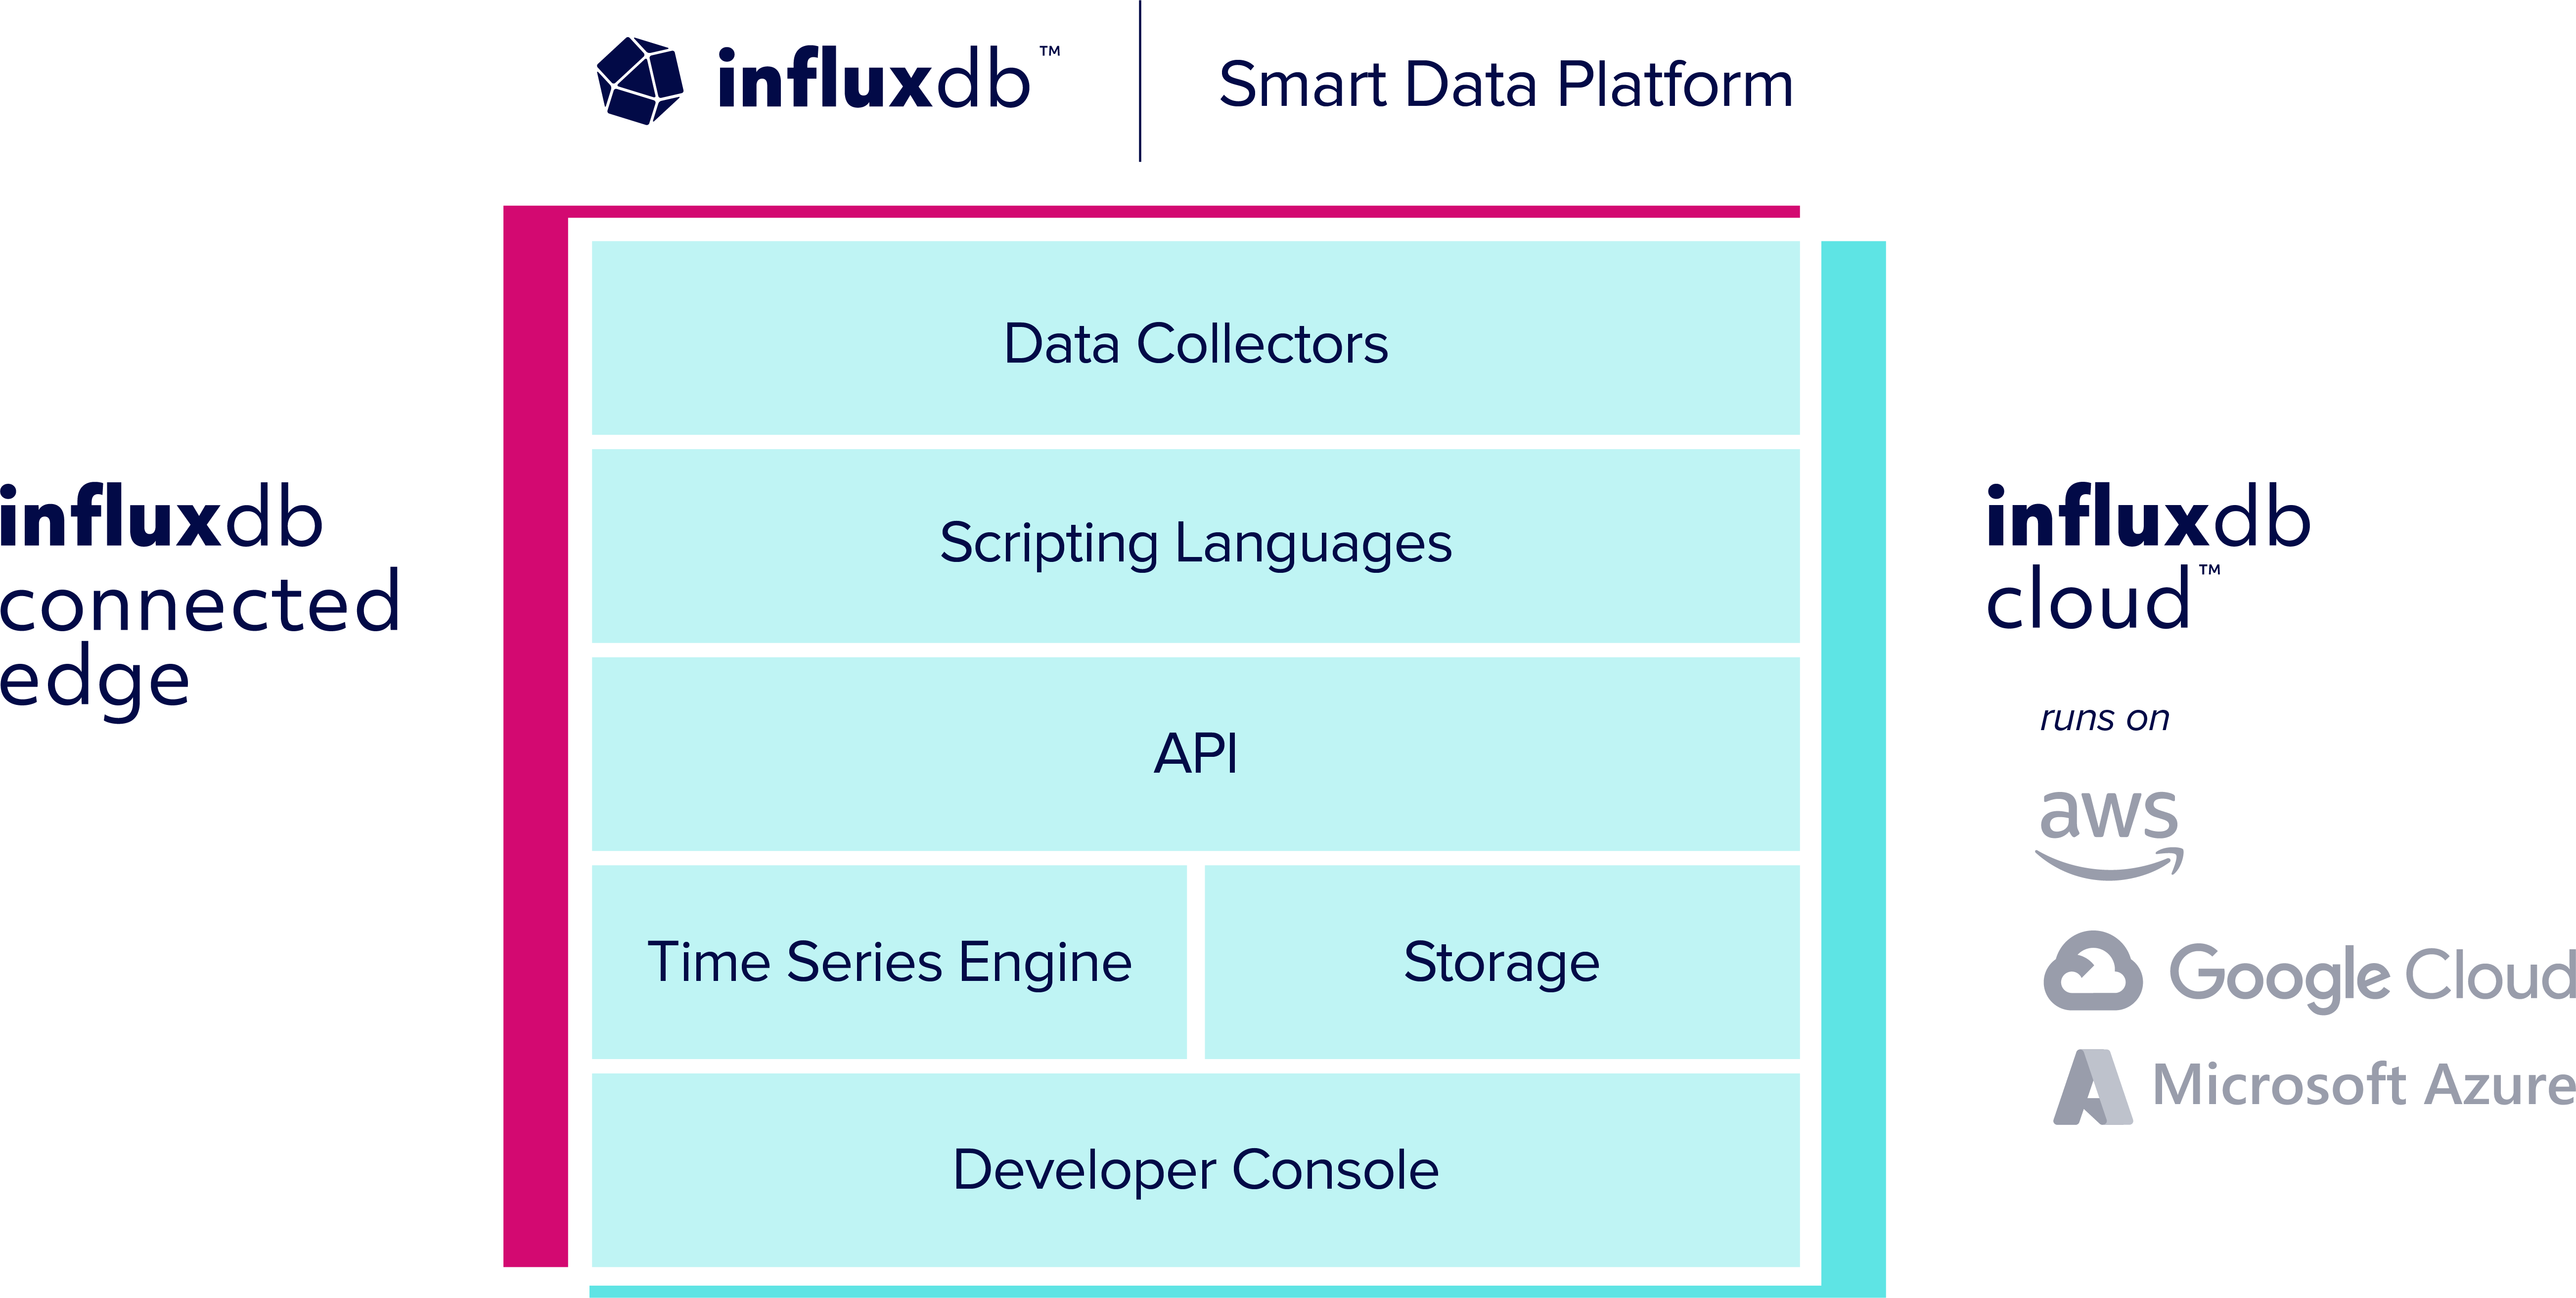 influxdb™
Smart Data Platform
influxdb
connected
edge
Data Collectors
Scripting Languages
API
Time Series Engine
Storage
Developer Console
influxdb
cloud™
runs on
aws
Google Cloud
Microsoft Azure